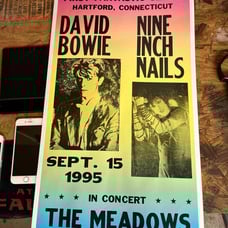 HARTFORD, CONNECTICUT
DAVID BOWIE
NINE INCH NAILS
SEPT. 15
1995
IN CONCERT
THE MEADOWS